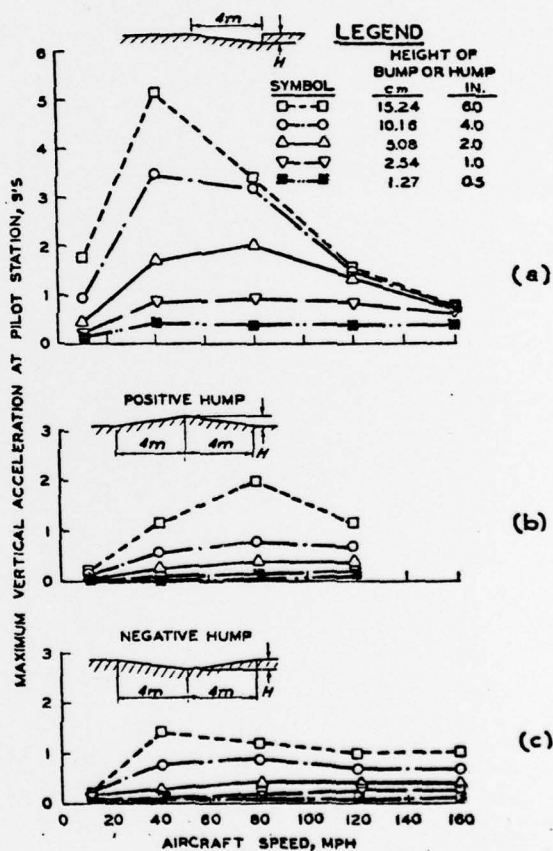 4m
H
LEGEND
HEIGHT OF
BUMP OR HUMP
SYMBOL cm IN.
15.24 6.0
10.16 4.0
5.08 2.0
2.54 1.0
1.27 0.5
6
5
4
3
2
1
0
(a)
POSITIVE HUMP
4m 4m
H
3
2
1
0
(b)
NEGATIVE HUMP
4m 4m
H
3
2
1
0
(c)
0 20 40 60 80 100 120 140 160
AIRCRAFT SPEED, MPH
MAXIMUM VERTICAL ACCELERATION AT PILOT STATION, g'S